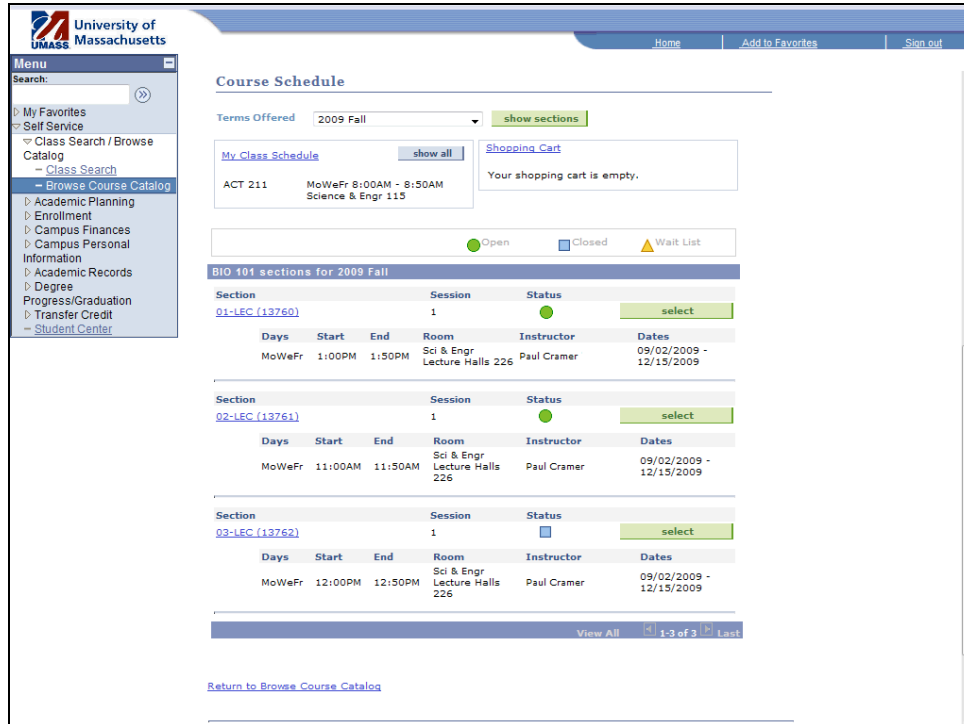 University of
UMASS Massachusetts
Home Add to Favorites Sign out
Menu
Search:
My Favorites
Self Service
Class Search / Browse
Catalog
– Class Search
– Browse Course Catalog
Academic Planning
Enrollment
Campus Finances
Campus Personal
Information
Academic Records
Degree
Progress/Graduation
Transfer Credit
– Student Center
Course Schedule
Terms Offered 2009 Fall show sections
My Class Schedule show all
ACT 211 MoWeFr 8:00AM - 8:50AM
Science & Engr 115
Shopping Cart
Your shopping cart is empty.
Open Closed Wait List
BIO 101 sections for 2009 Fall
Section Session Status
01-LEC (13760) 1 select
Days Start End Room Instructor Dates
MoWeFr 1:00PM 1:50PM Sci & Engr Paul Cramer 09/02/2009 -
Lecture Halls 226 12/15/2009
Section Session Status
02-LEC (13761) 1 select
Days Start End Room Instructor Dates
Sci & Engr
MoWeFr 11:00AM 11:50AM Lecture Halls Paul Cramer 09/02/2009 -
226 12/15/2009
Section Session Status
03-LEC (13762) 1 select
Days Start End Room Instructor Dates
Sci & Engr
MoWeFr 12:00PM 12:50PM Lecture Halls Paul Cramer 09/02/2009 -
226 12/15/2009
View All 1-3 of 3 Last
Return to Browse Course Catalog